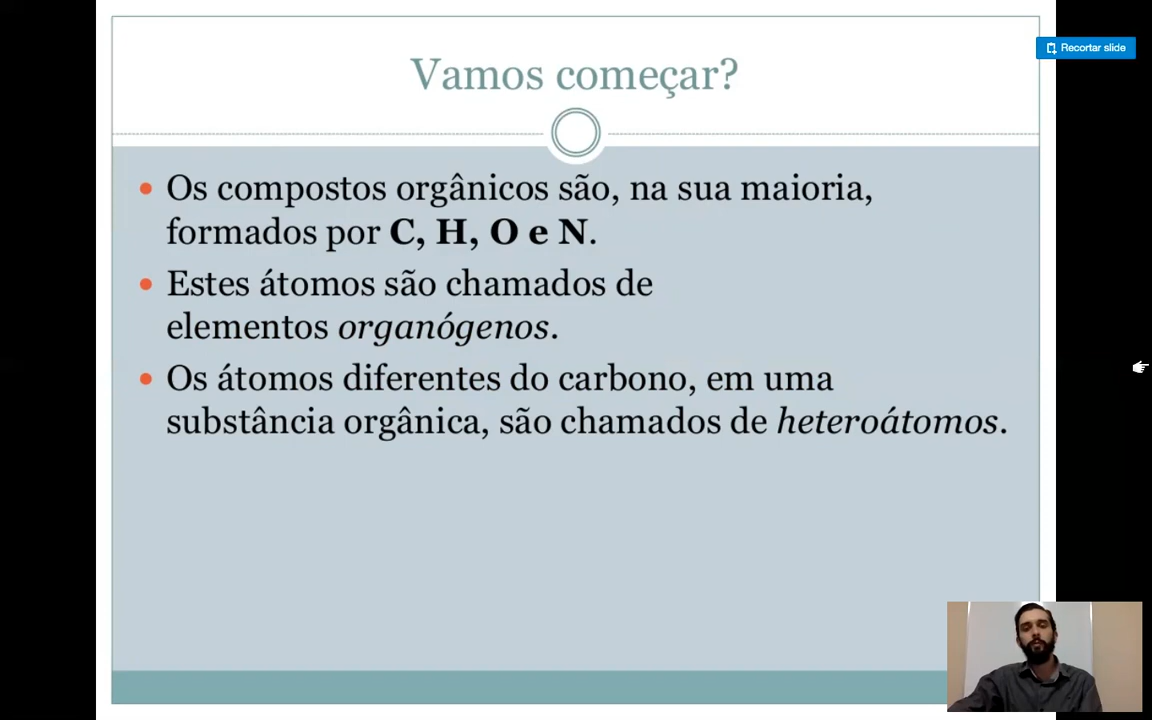 Recortar slide
Vamos começar?
Os compostos orgânicos são, na sua maioria,
formados por C, H, O e N.
Estes átomos são chamados de
elementos organógenos.
Os átomos diferentes do carbono, em uma
substância orgânica, são chamados de heteroátomos.